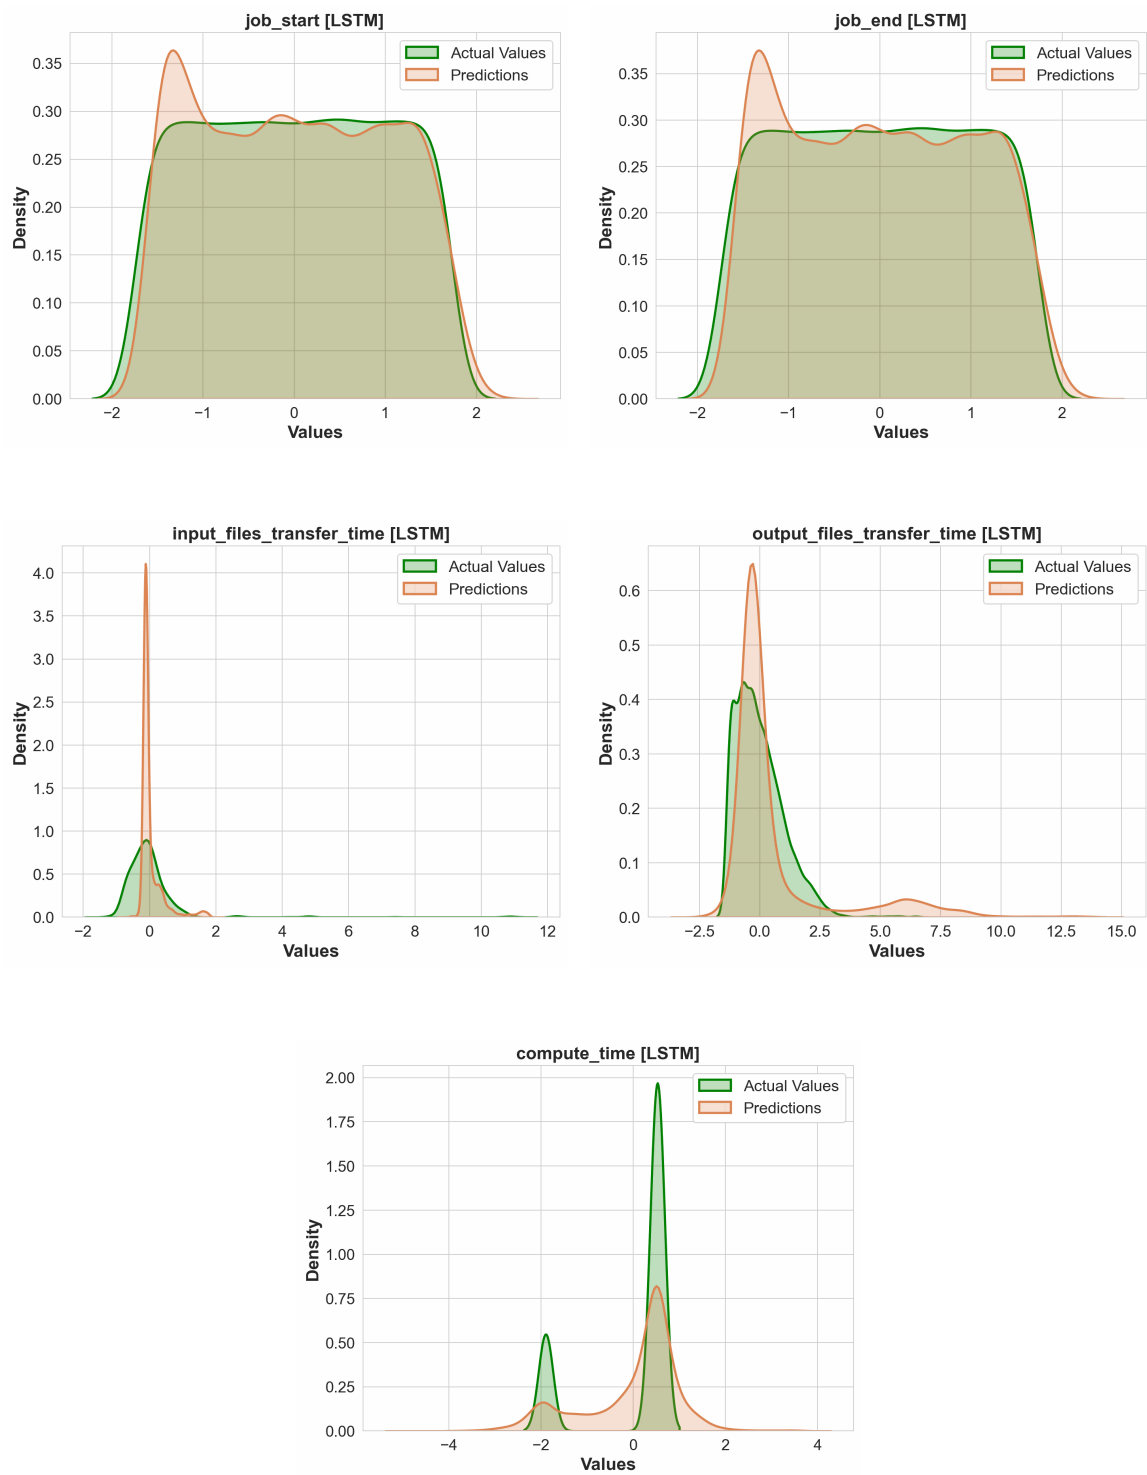 job_start [LSTM]
Actual Values
Predictions
0.35
0.30
0.25
0.20
0.15
0.10
0.05
0.00
Density
−2
−1
0
1
2
Values
job_end [LSTM]
Actual Values
Predictions
0.35
0.30
0.25
0.20
0.15
0.10
0.05
0.00
Density
−2
−1
0
1
2
Values
input_files_transfer_time [LSTM]
Actual Values
Predictions
4.0
3.5
3.0
2.5
2.0
1.5
1.0
0.5
0.0
Density
−2
0
2
4
6
8
10
12
Values
output_files_transfer_time [LSTM]
Actual Values
Predictions
0.6
0.5
0.4
0.3
0.2
0.1
0.0
Density
−2.5
0.0
2.5
5.0
7.5
10.0
12.5
15.0
Values
compute_time [LSTM]
Actual Values
Predictions
2.00
1.75
1.50
1.25
1.00
0.75
0.50
0.25
0.00
Density
−4
−2
0
2
4
Values